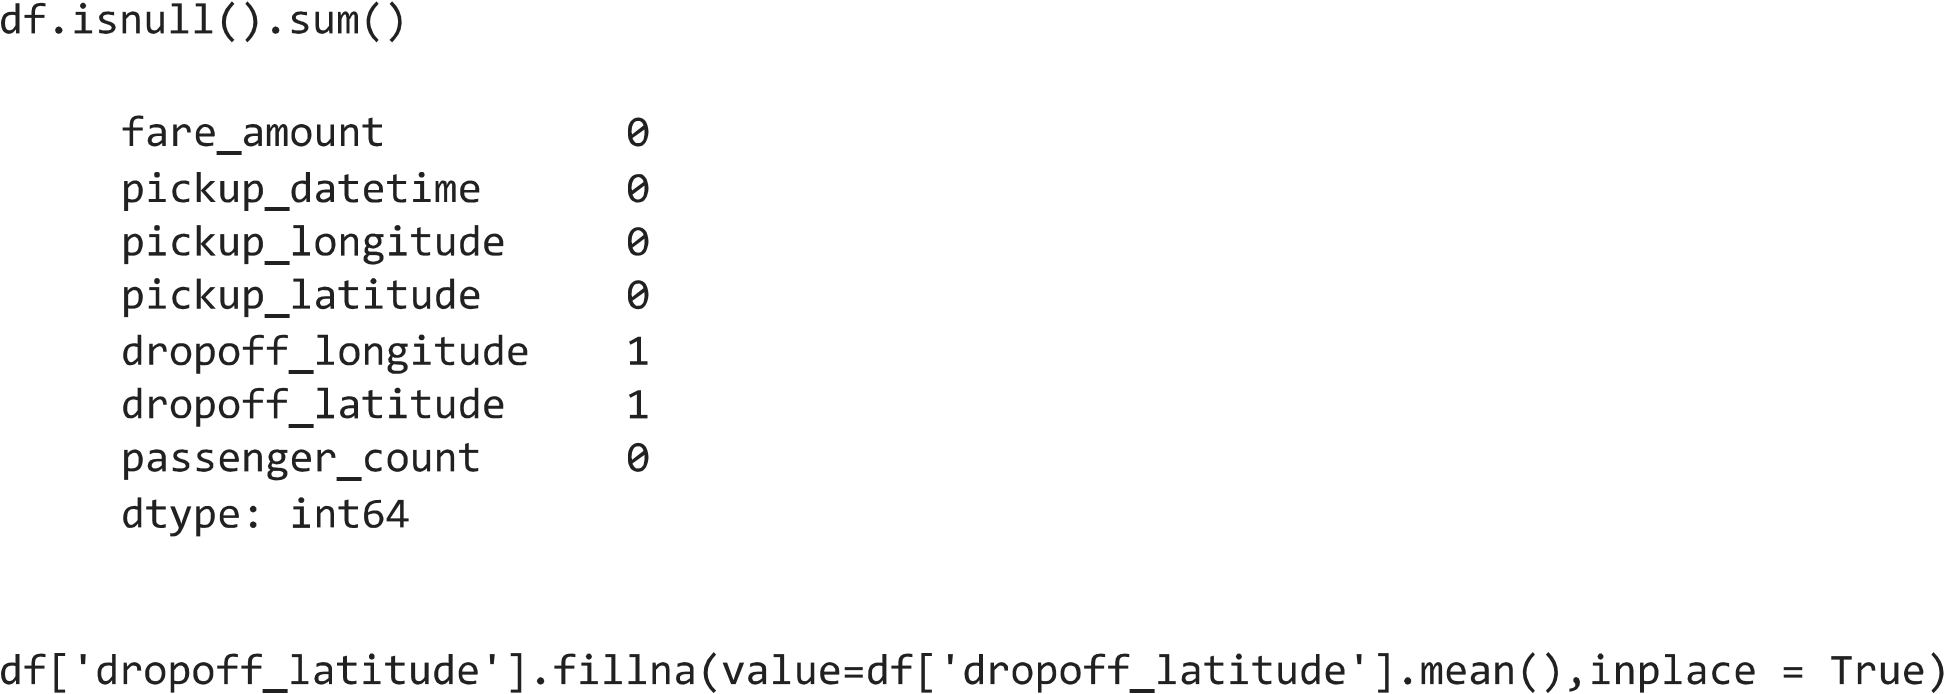 df.isnull().sum()
fare_amount 0
pickup_datetime 0
pickup_longitude 0
pickup_latitude 0
dropoff_longitude 1
dropoff_latitude 1
passenger_count 0
dtype: int64
df['dropoff_latitude'].fillna(value=df['dropoff_latitude'].mean(),inplace = True)